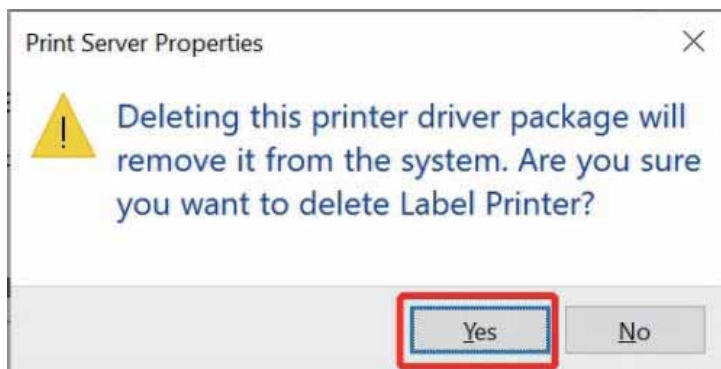 Print Server Properties
Deleting this printer driver package will
remove it from the system. Are you sure
you want to delete Label Printer?
Yes
No